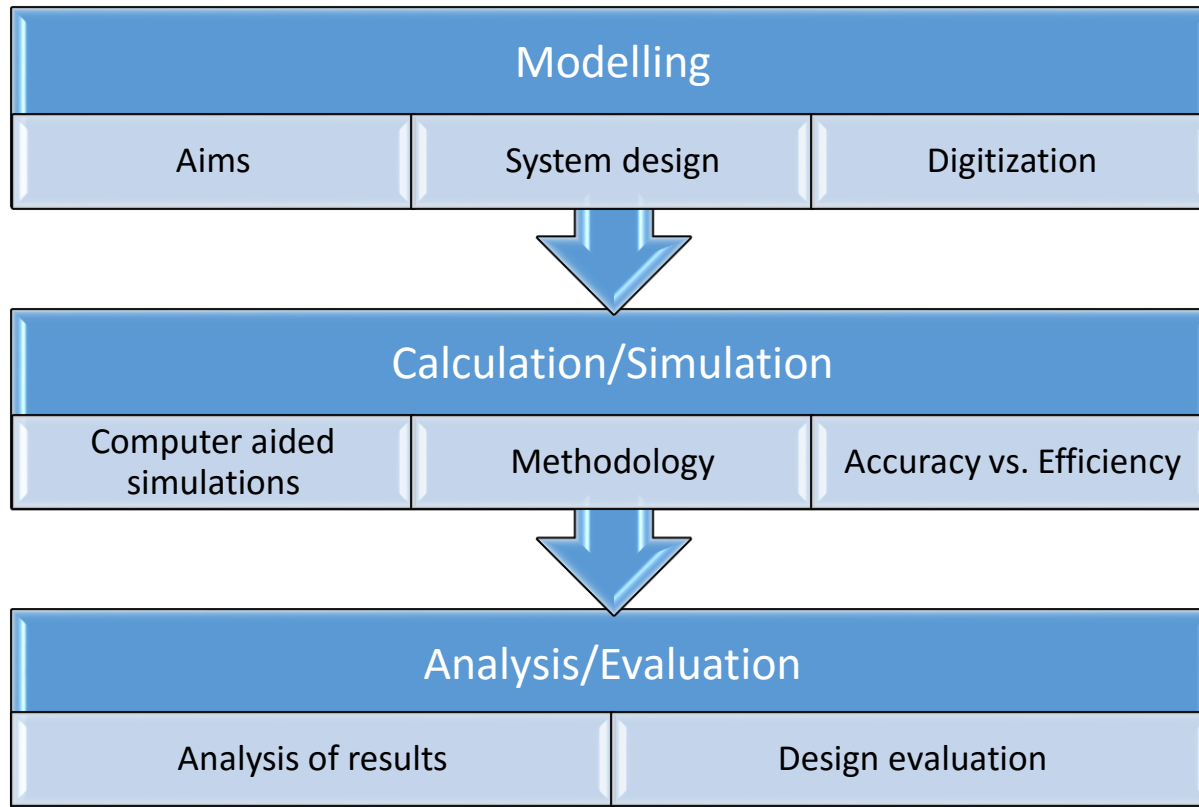 Modelling
Aims
System design
Digitization
Calculation/Simulation
Computer aided
simulations
Methodology
Accuracy vs. Efficiency
Analysis/Evaluation
Analysis of results
Design evaluation